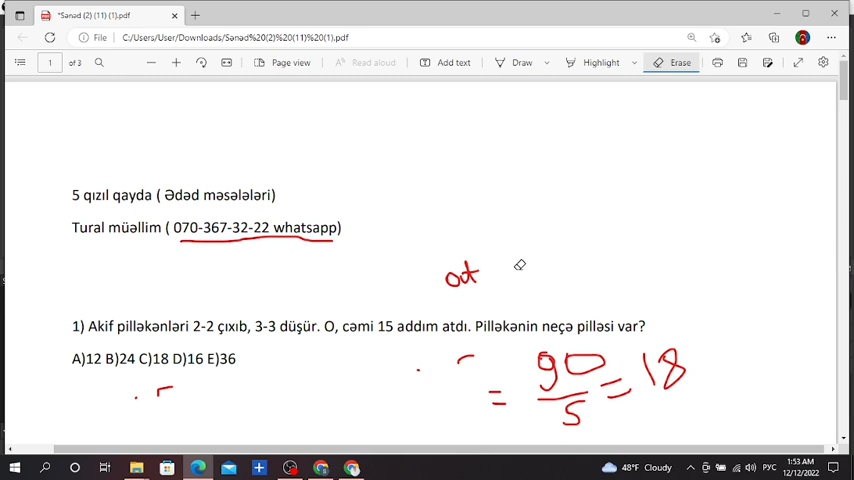 *Sənəd (2) (11) (1).pdf
File C:/Users/User/Downloads/Sənəd%20(2)%20(11)%20(1).pdf
1 of 3 Page view Read aloud Add text Draw Highlight Erase
5 qızıl qayda ( Ədəd məsələləri)
Tural müəllim ( 070-367-32-22 whatsapp)
1) Akif pilləkənləri 2-2 çıxıb, 3-3 düşür. O, cəmi 15 addım atdı. Pilləkənin neçə pilləsi var?
A)12 B)24 C)18 D)16 E)36
= 90/5 = 18
48°F Cloudy РУС 1:53 AM
12/12/2022